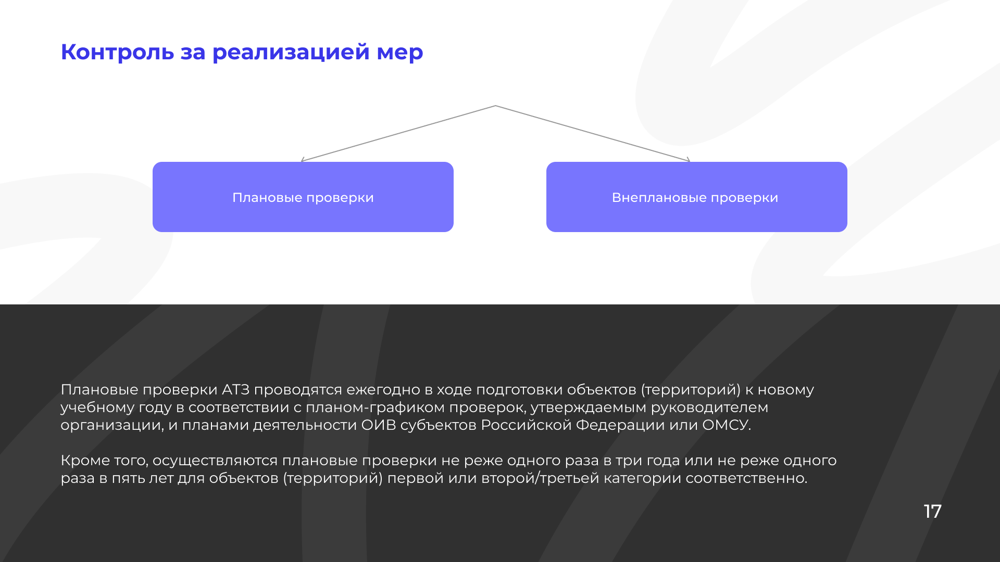 Контроль за реализацией мер
Плановые проверки
Внеплановые проверки
Плановые проверки АТЗ проводятся ежегодно в ходе подготовки объектов (территорий) к новому
учебному году в соответствии с планом-графиком проверок, утверждаемым руководителем
организации, и планами деятельности ОИВ субъектов Российской Федерации или ОМСУ.
Кроме того, осуществляются плановые проверки не реже одного раза в три года или не реже одного
раза в пять лет для объектов (территорий) первой или второй/третьей категории соответственно.
17